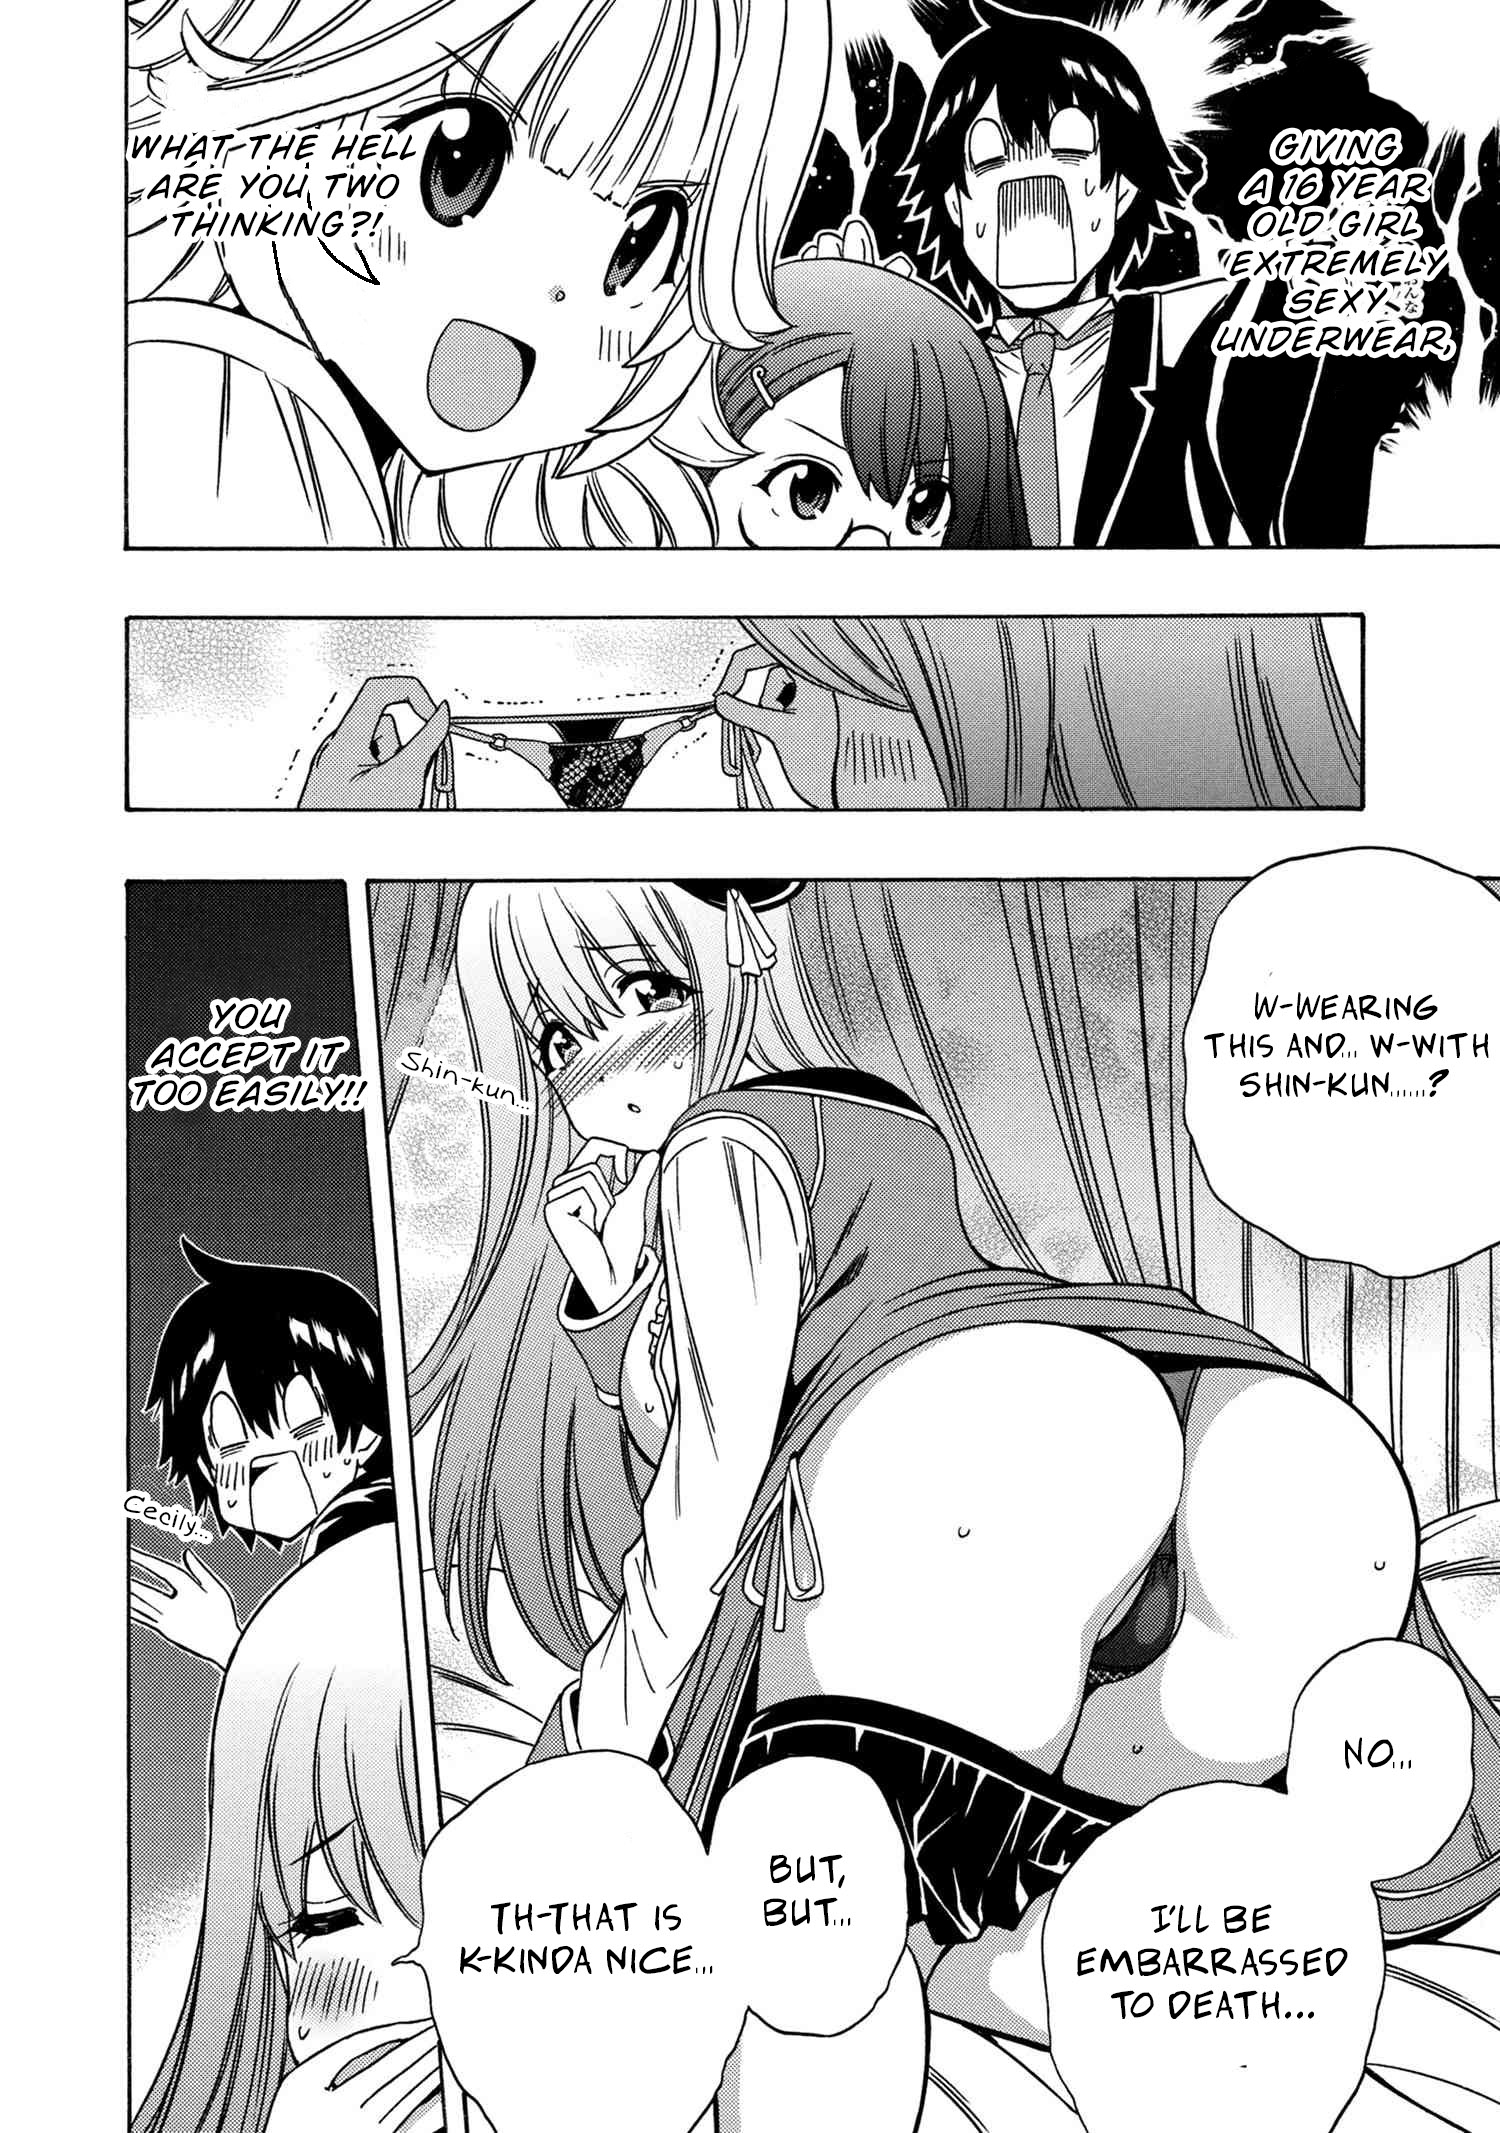 GIVING
A 16 YEAR
OLD GIRL
EXTREMELY
SEXY
UNDERWEAR,
WHAT THE HELL
ARE YOU TWO
THINKING?!
W-WEARING
THIS AND... W-WITH
SHIN-KUN......?
Shin-kun...
NO...
I'LL BE
EMBARRASSED
TO DEATH...
BUT,
BUT...
TH-THAT IS
K-KINDA NICE...
YOU
ACCEPT IT
TOO EASILY!!
Cecily...